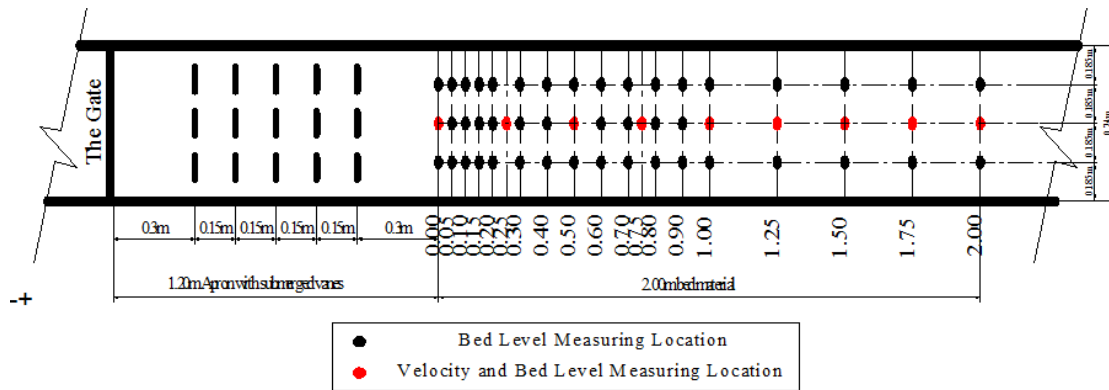 The Gate
0.185m
0.185m
0.185m
0.185m
0.74m
0.3m
0.15m
0.15m
0.15m
0.15m
0.3m
0.00
0.05
0.10
0.15
0.20
0.25
0.30
0.40
0.50
0.60
0.70
0.75
0.80
0.90
1.00
1.25
1.50
1.75
2.00
1.20m Apron with submerged vanes
2.00m bed material
-+
Bed Level Measuring Location
Velocity and Bed Level Measuring Location